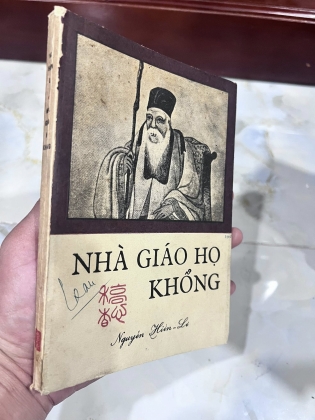 NHÀ GIÁO HỌ
KHỔNG
Nguyễn Hiến-Lê